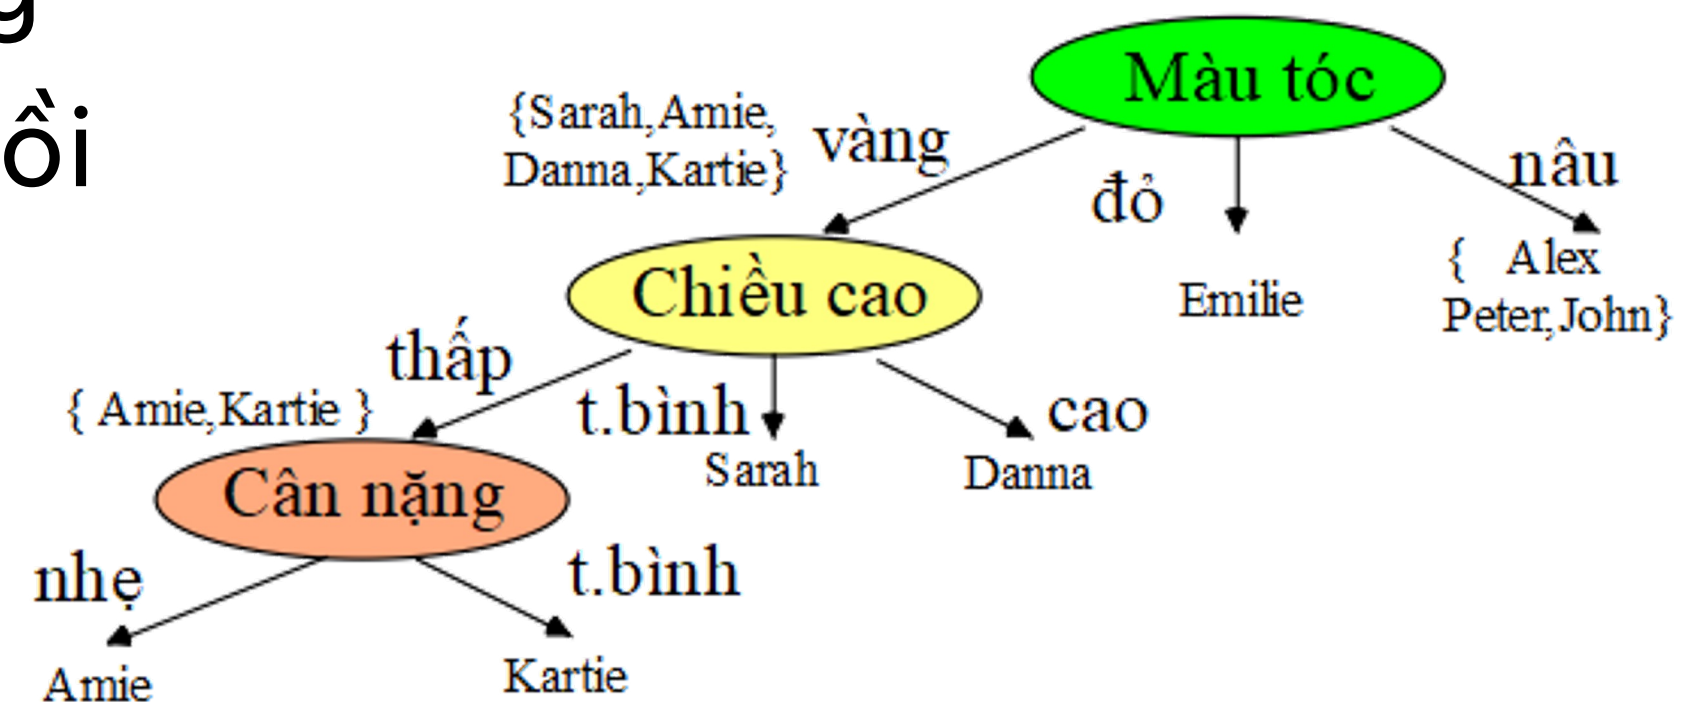 g
ồi
Màu tóc
{Sarah,Amie,
Danna,Kartie}
vàng
đỏ
nâu
Chiều cao
Emilie
{ Alex
Peter,John}
thấp
{ Amie,Kartie }
t.bình
cao
Sarah
Danna
Cân nặng
nhẹ
t.bình
Amie
Kartie